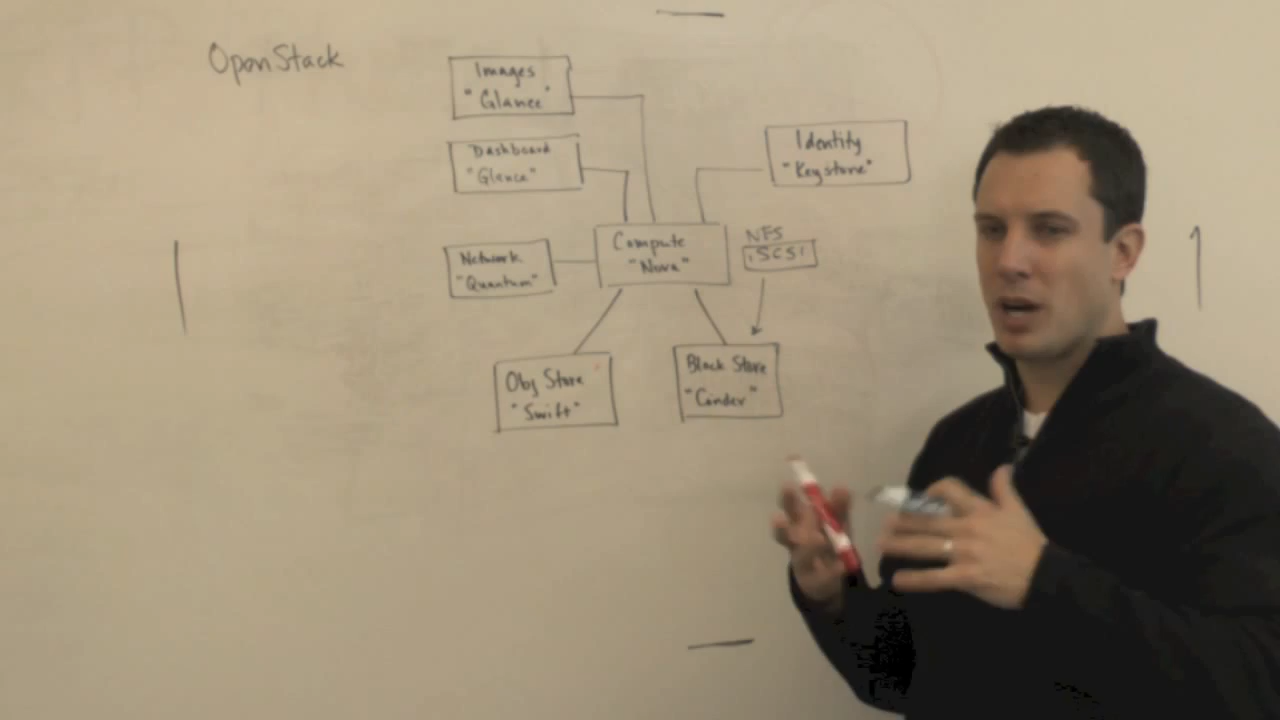 OpenStack
Images
"Glance"
Dashboard
"Glance"
Identity
"Keystone"
Network
"Quantum"
Compute
"Nova"
NFS
iSCSI
Obj Store
"Swift"
Block Store
"Cinder"